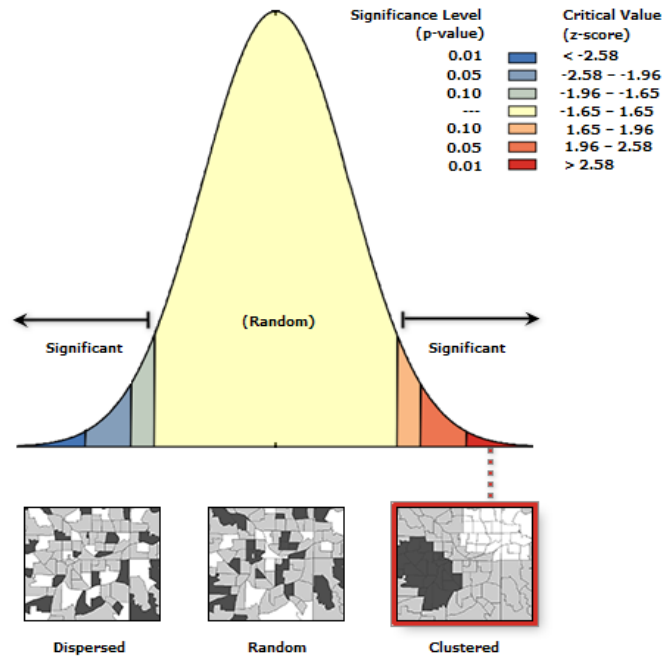 Significance Level
(p-value)
Critical Value
(z-score)
0.01 < -2.58
0.05 -2.58 – -1.96
0.10 -1.96 – -1.65
--- -1.65 – 1.65
0.10 1.65 – 1.96
0.05 1.96 – 2.58
0.01 > 2.58
(Random)
Significant
Significant
Dispersed
Random
Clustered